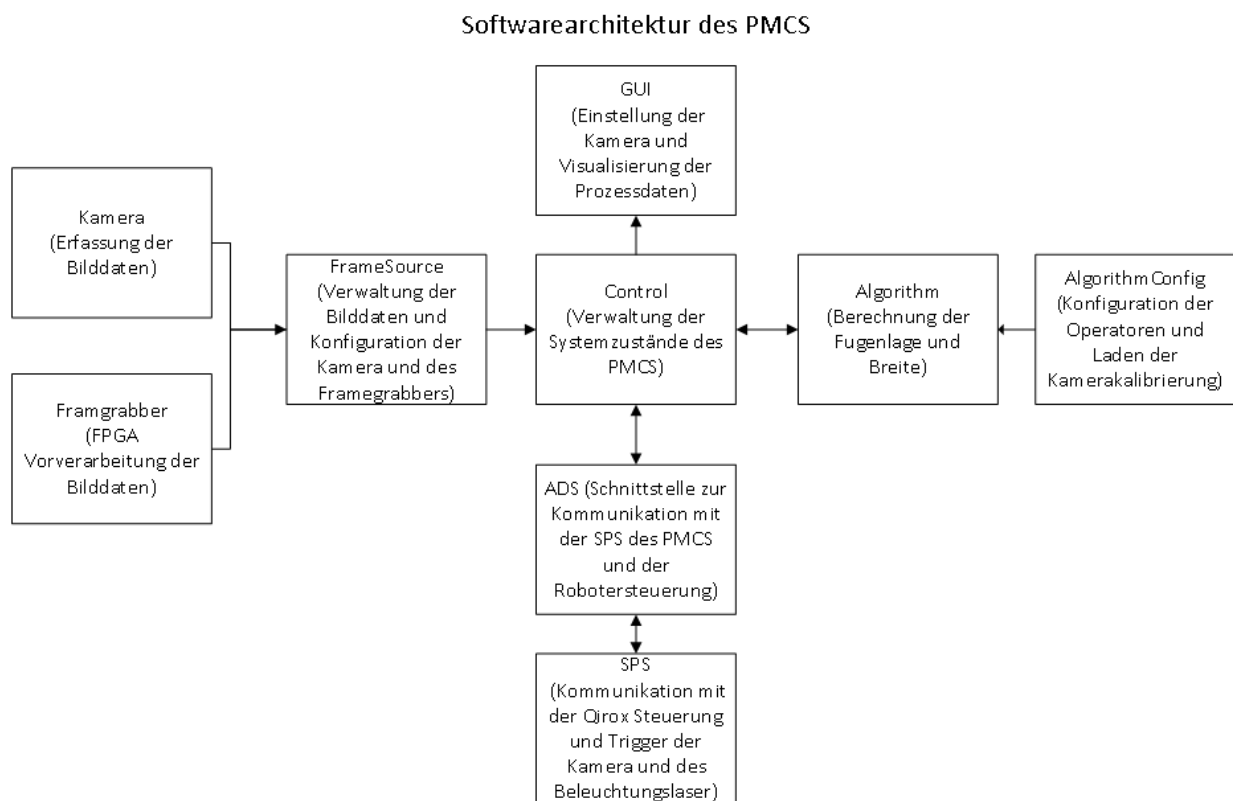 Softwarearchitektur des PMCS
GUI
(Einstellung der
Kamera und
Visualisierung der
Prozessdaten)
Kamera
(Erfassung der
Bilddaten)
Framgrabber
(FPGA
Vorverarbeitung der
Bilddaten)
FrameSource
(Verwaltung der
Bilddaten und
Konfiguration der
Kamera und des
Framegrabbers)
Control
(Verwaltung der
Systemzustände des
PMCS)
Algorithm
(Berechnung der
Fugenlage und
Breite)
Algorithm Config
(Konfiguration der
Operatoren und
Laden der
Kamerakalibrierung)
ADS (Schnittstelle zur
Kommunikation mit
der SPS des PMCS
und der
Robotersteuerung)
SPS
(Kommunikation mit
der Qirox Steuerung
und Trigger der
Kamera und des
Beleuchtungslaser)